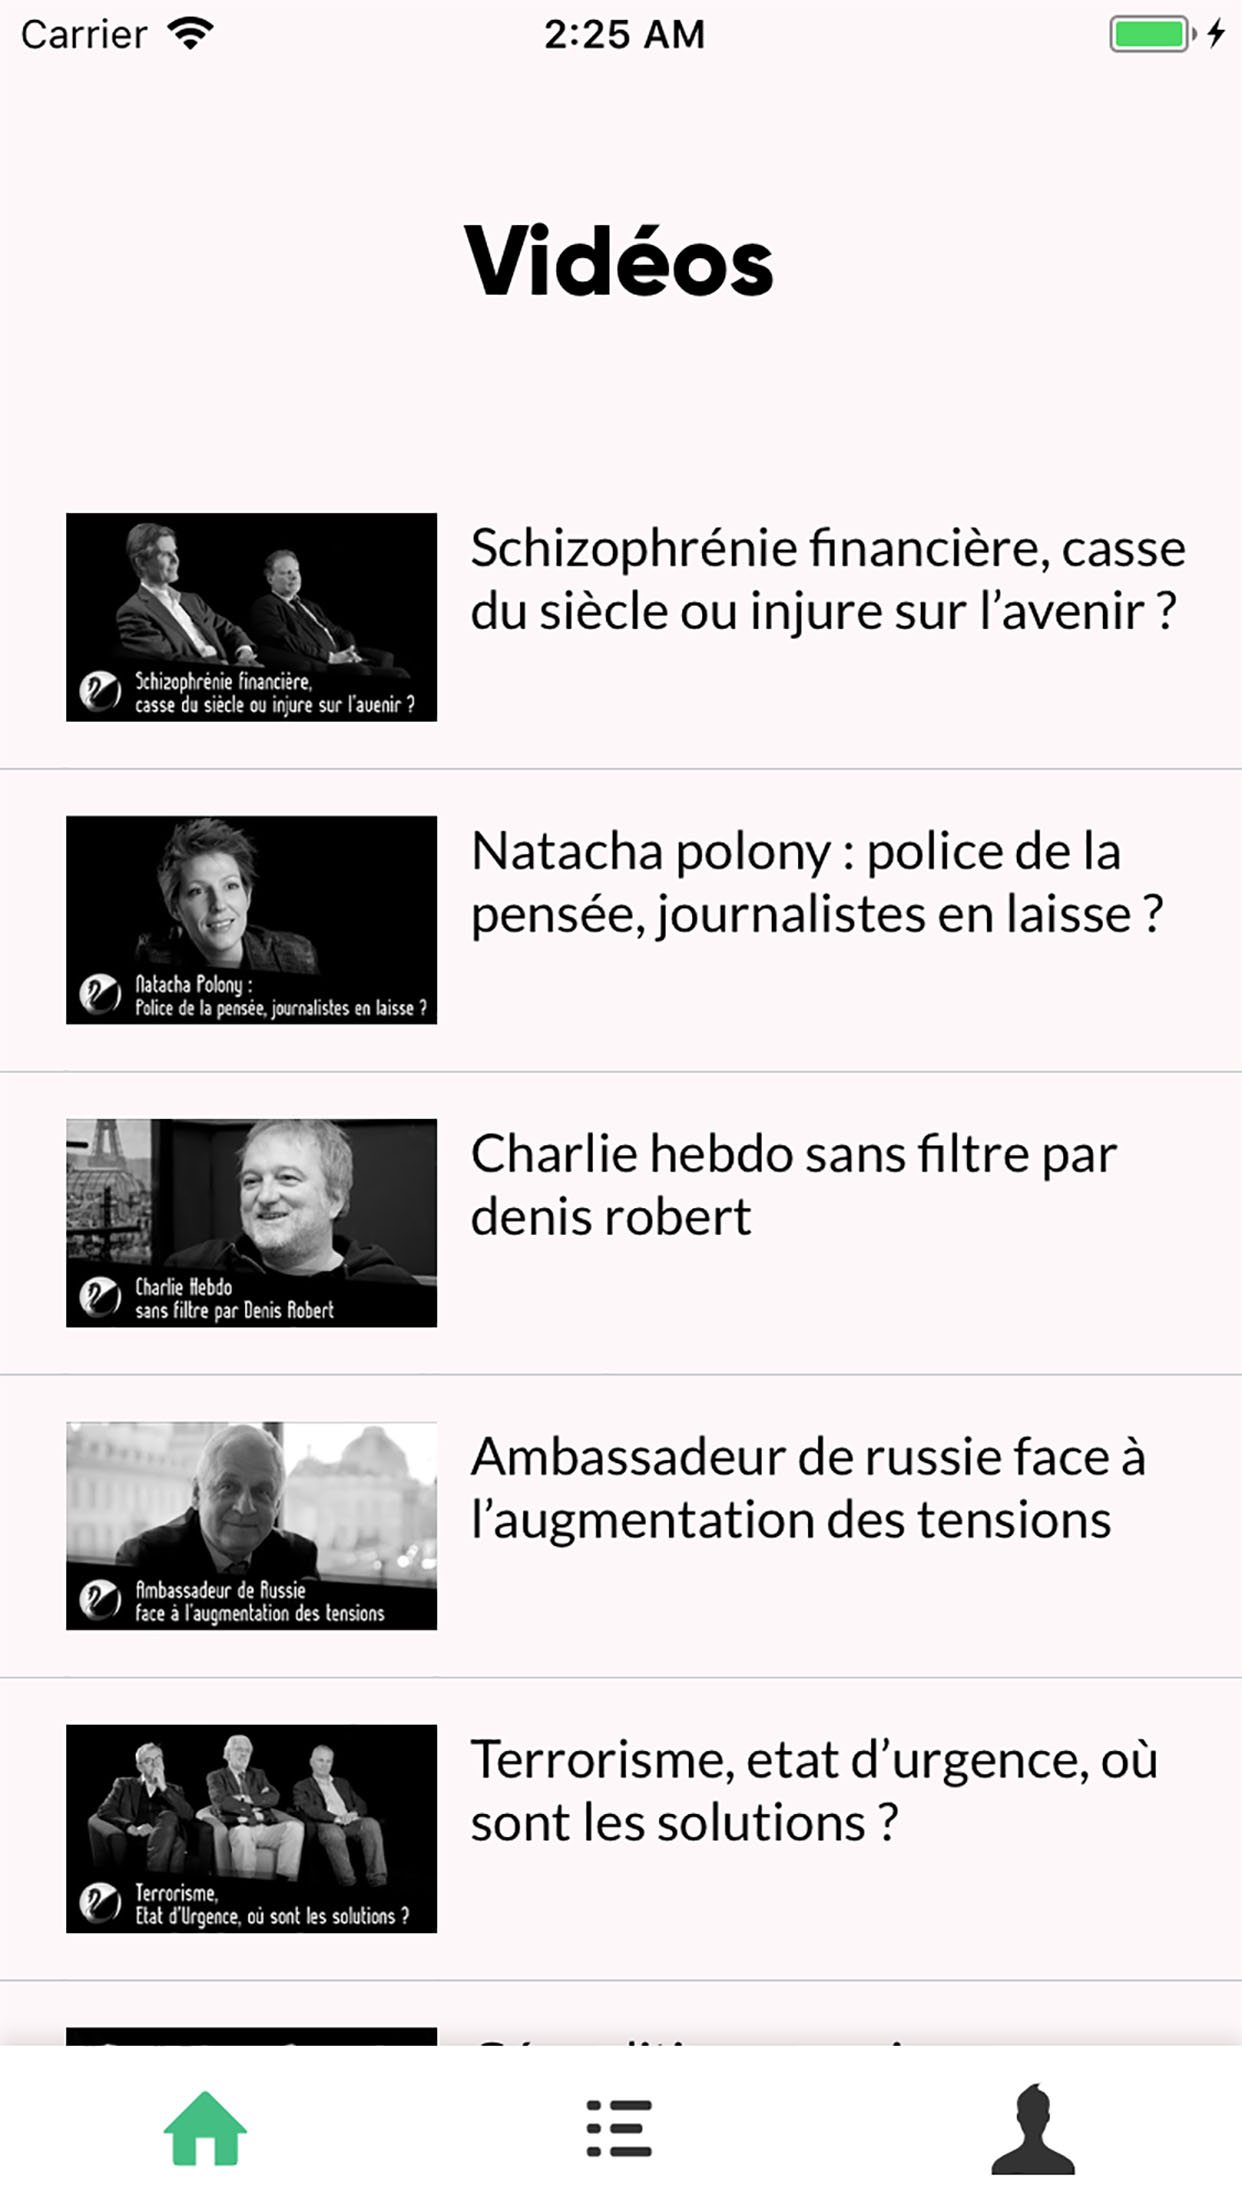 Carrier
2:25 AM
Vidéos
Schizophrénie financière,
casse du siècle ou injure sur l'avenir ?
Schizophrénie financière, casse
du siècle ou injure sur l’avenir ?
Natacha Polony :
Police de la pensée, journalistes en laisse ?
Natacha polony : police de la
pensée, journalistes en laisse ?
Charlie Hebdo
sans filtre par Denis Robert
Charlie hebdo sans filtre par
denis robert
Ambassadeur de Russie
face à l'augmentation des tensions
Ambassadeur de russie face à
l’augmentation des tensions
Terrorisme,
Etat d'Urgence, où sont les solutions ?
Terrorisme, etat d’urgence, où
sont les solutions ?